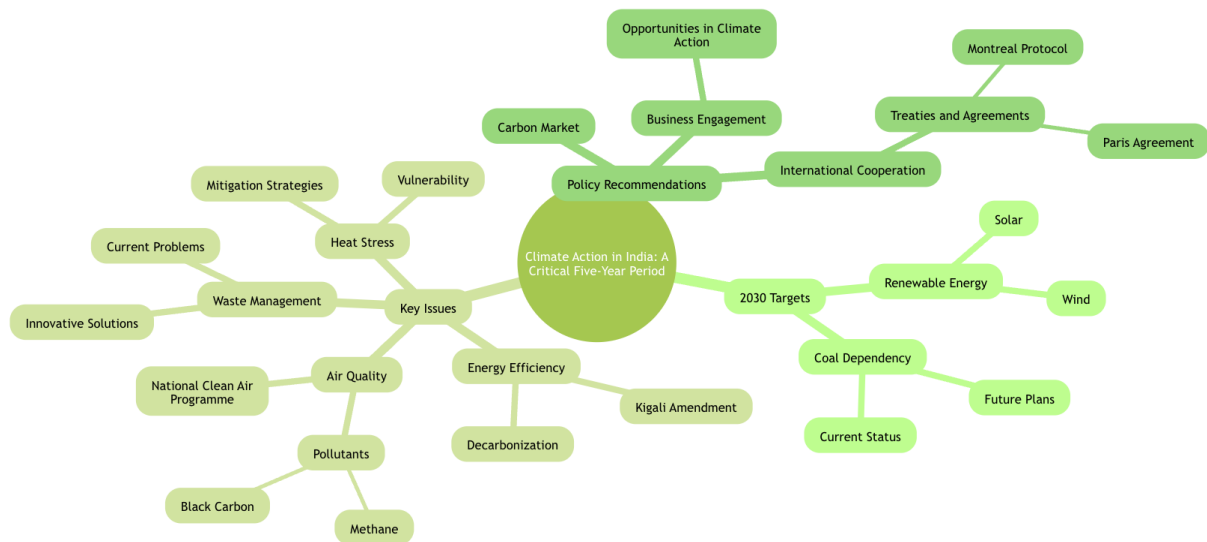 Opportunities in Climate
Action
Montreal Protocol
Carbon Market
Business Engagement
Treaties and Agreements
Paris Agreement
International Cooperation
Policy Recommendations
Mitigation Strategies
Vulnerability
Heat Stress
Current Problems
Waste Management
Innovative Solutions
Key Issues
Climate Action in India: A
Critical Five-Year Period
2030 Targets
Solar
Renewable Energy
Wind
Coal Dependency
Future Plans
Current Status
Air Quality
National Clean Air
Programme
Energy Efficiency
Kigali Amendment
Decarbonization
Pollutants
Black Carbon
Methane